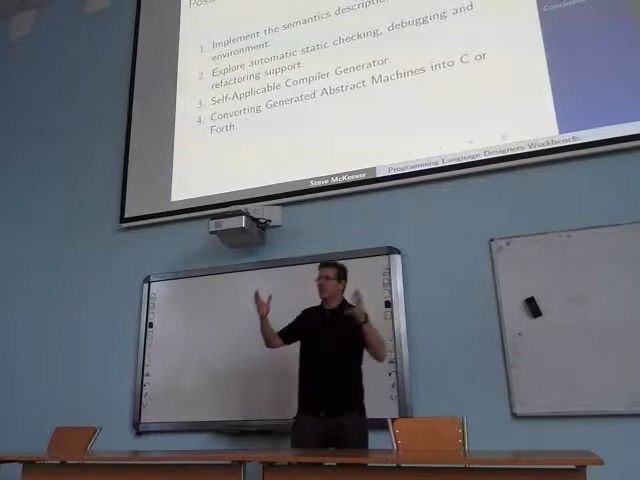 1. Implement the semantics
environment.
2. Explore automatic static checking, debugging and
refactoring support.
3. Self-Applicable Compiler Generator
4. Converting Generated Abstract Machines into C or
Forth.
Steve McKeever
Programming Language Designers Workbench